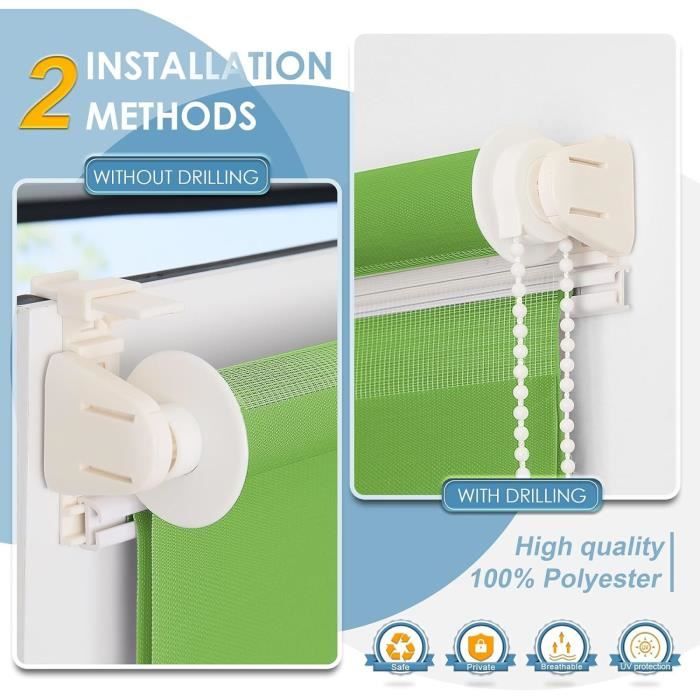 2 INSTALLATION
METHODS
WITHOUT DRILLING
WITH DRILLING
High quality
100% Polyester
Safe
Private
Breathable
UV protection